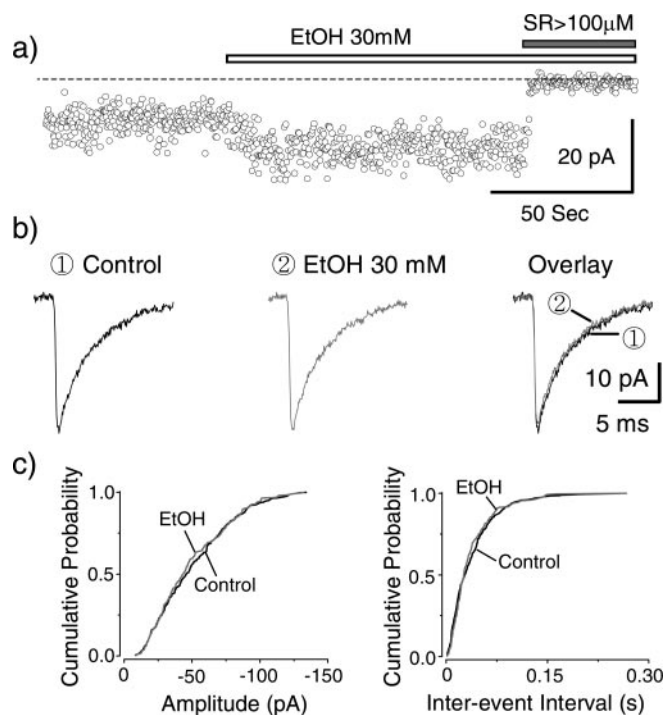 a)
EtOH 30mM
SR>100μM
20 pA
50 Sec
b)
① Control
② EtOH 30 mM
Overlay
②
①
10 pA
5 ms
c)
Cumulative Probability
1.0
0.5
0.0
EtOH
Control
0
-50
-100
-150
Amplitude (pA)
Cumulative Probability
1.0
0.5
0.0
EtOH
Control
0
0.15
0.30
Inter-event Interval (s)